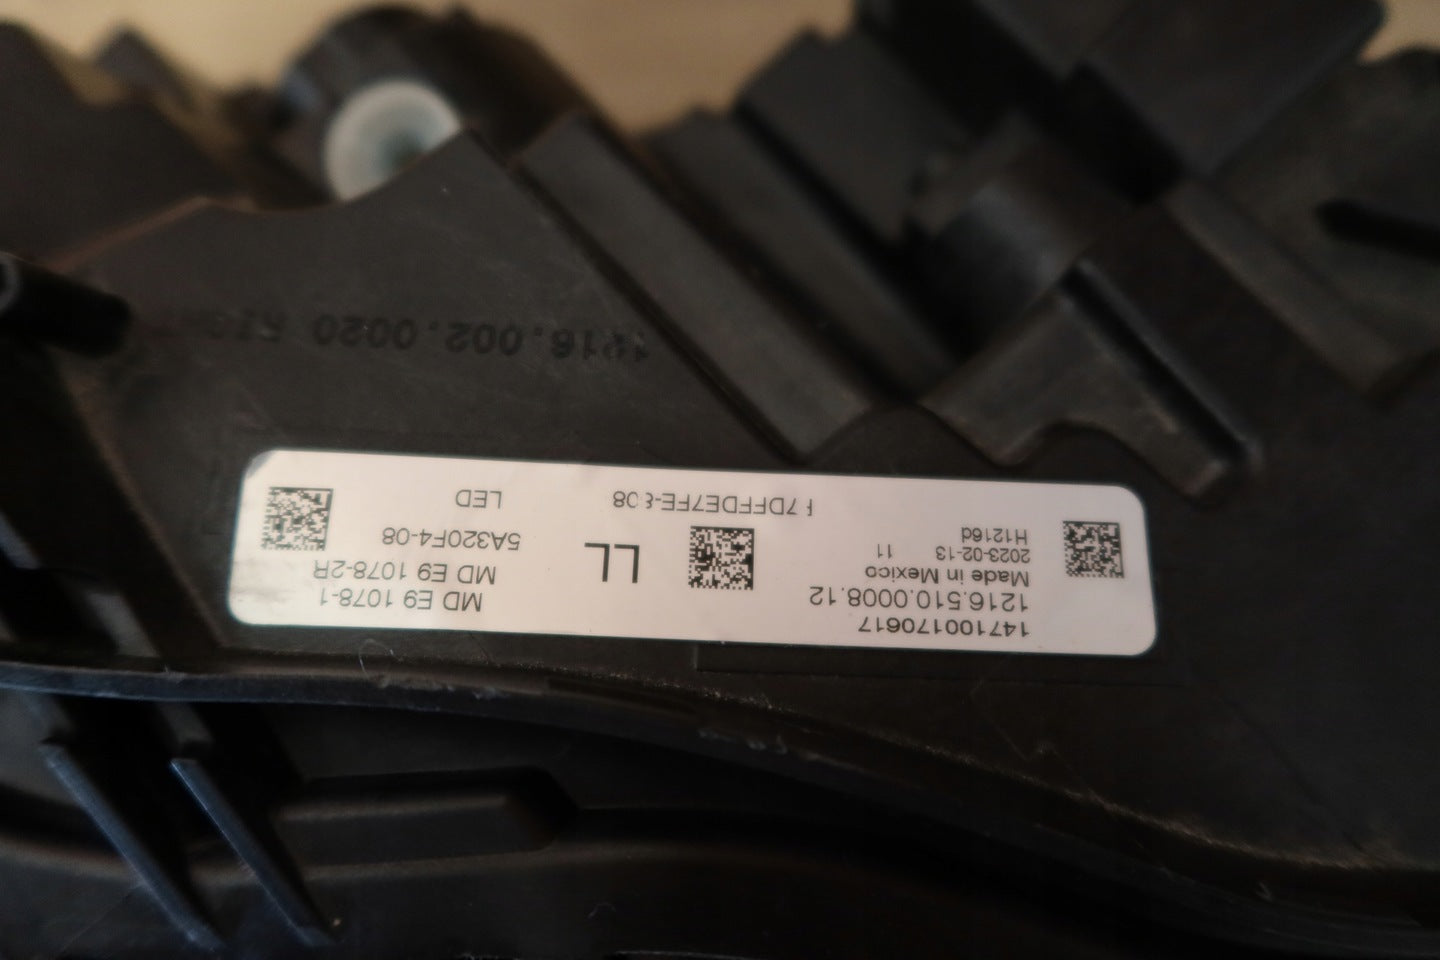 147100170617
1216.510.0008.12
Made in Mexico
2023-02-13 11
H1216d
LL
MD E9 1078-1
MD E9 1078-2R
5A320F4-08
LED
1216.002.0020